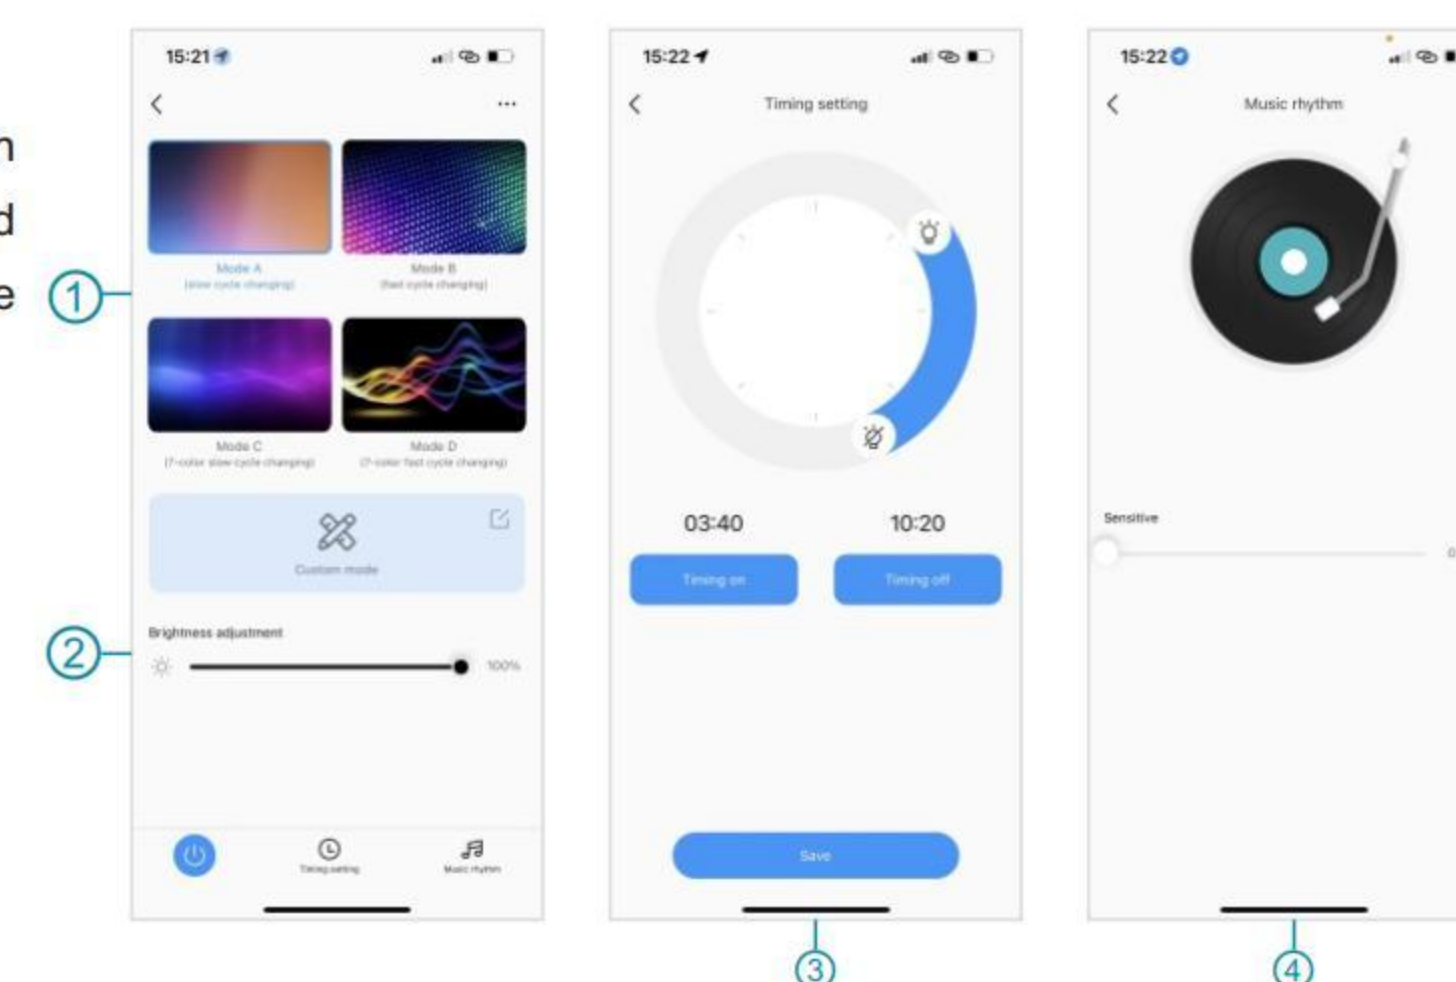 n
d
e
1
2
15:21
Mode A
(slow cycle changing)
Mode B
(fast cycle changing)
Mode C
(7-color slow cycle changing)
Mode D
(7-color fast cycle changing)
Custom mode
Brightness adjustment
100%
Timing setting
Music rhythm
15:22
Timing setting
03:40
10:20
Timing on
Timing off
Save
3
15:22
Music rhythm
Sensitive
0
4